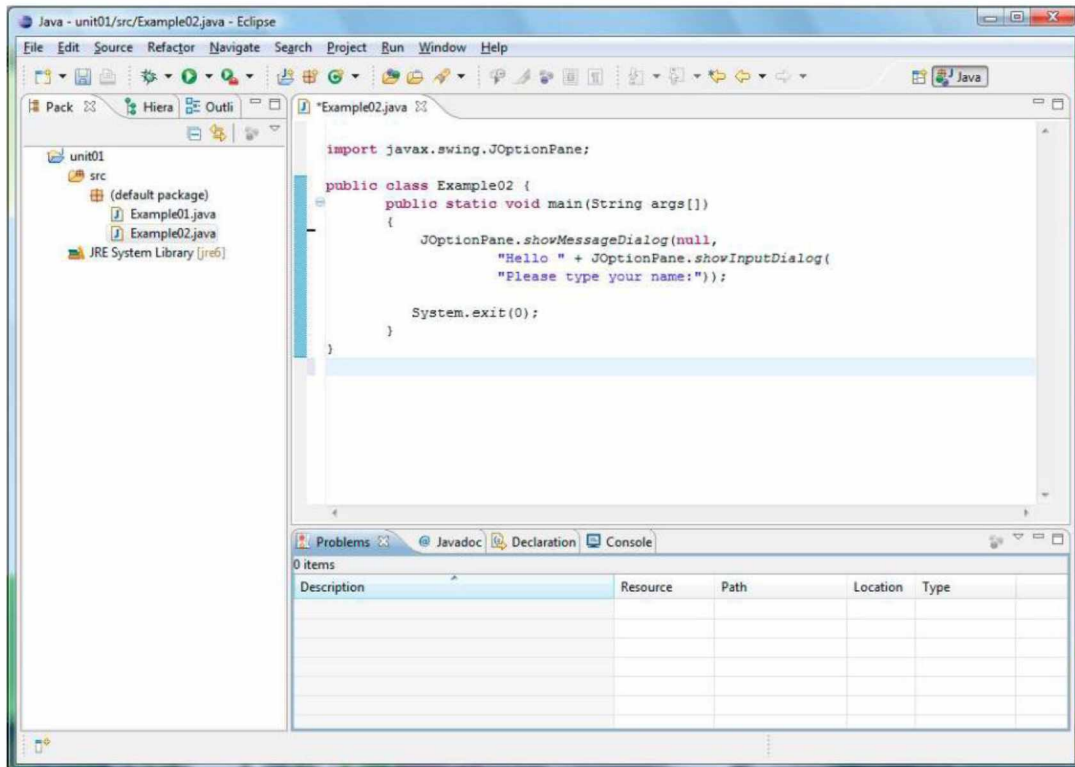 Java - unit01/src/Example02.java - Eclipse
File Edit Source Refactor Navigate Search Project Run Window Help
Java
Pack Hiera Outli
*Example02.java
unit01
src
(default package)
Example01.java
Example02.java
JRE System Library [jre6]
import javax.swing.JOptionPane;
public class Example02 {
public static void main(String args[])
{
JOptionPane.showMessageDialog(null,
"Hello " + JOptionPane.showInputDialog(
"Please type your name:"));
System.exit(0);
}
}
Problems Javadoc Declaration Console
0 items
Description Resource Path Location Type